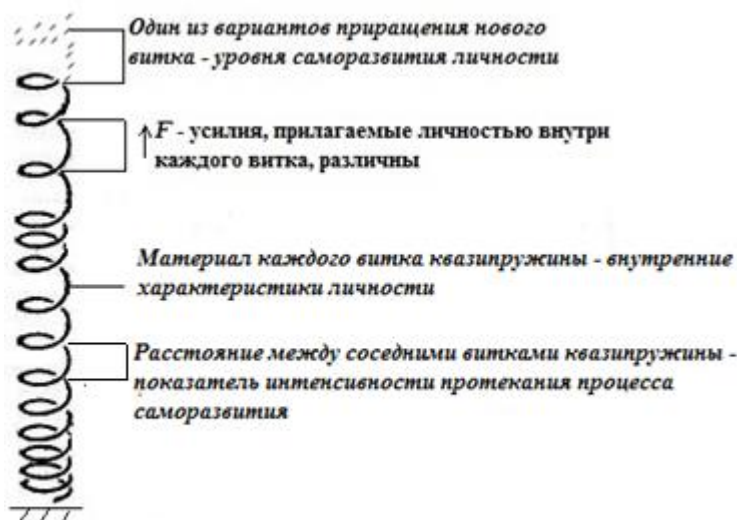 Один из вариантов приращения нового
витка - уровня саморазвития личности
F - усилия, прилагаемые личностью внутри
каждого витка, различны
Материал каждого витка квазипружины - внутренние
характеристики личности
Расстояние между соседними витками квазипружины -
показатель интенсивности протекания процесса
саморазвития